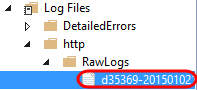 Log Files
DetailedErrors
http
RawLogs
d35369-20150102